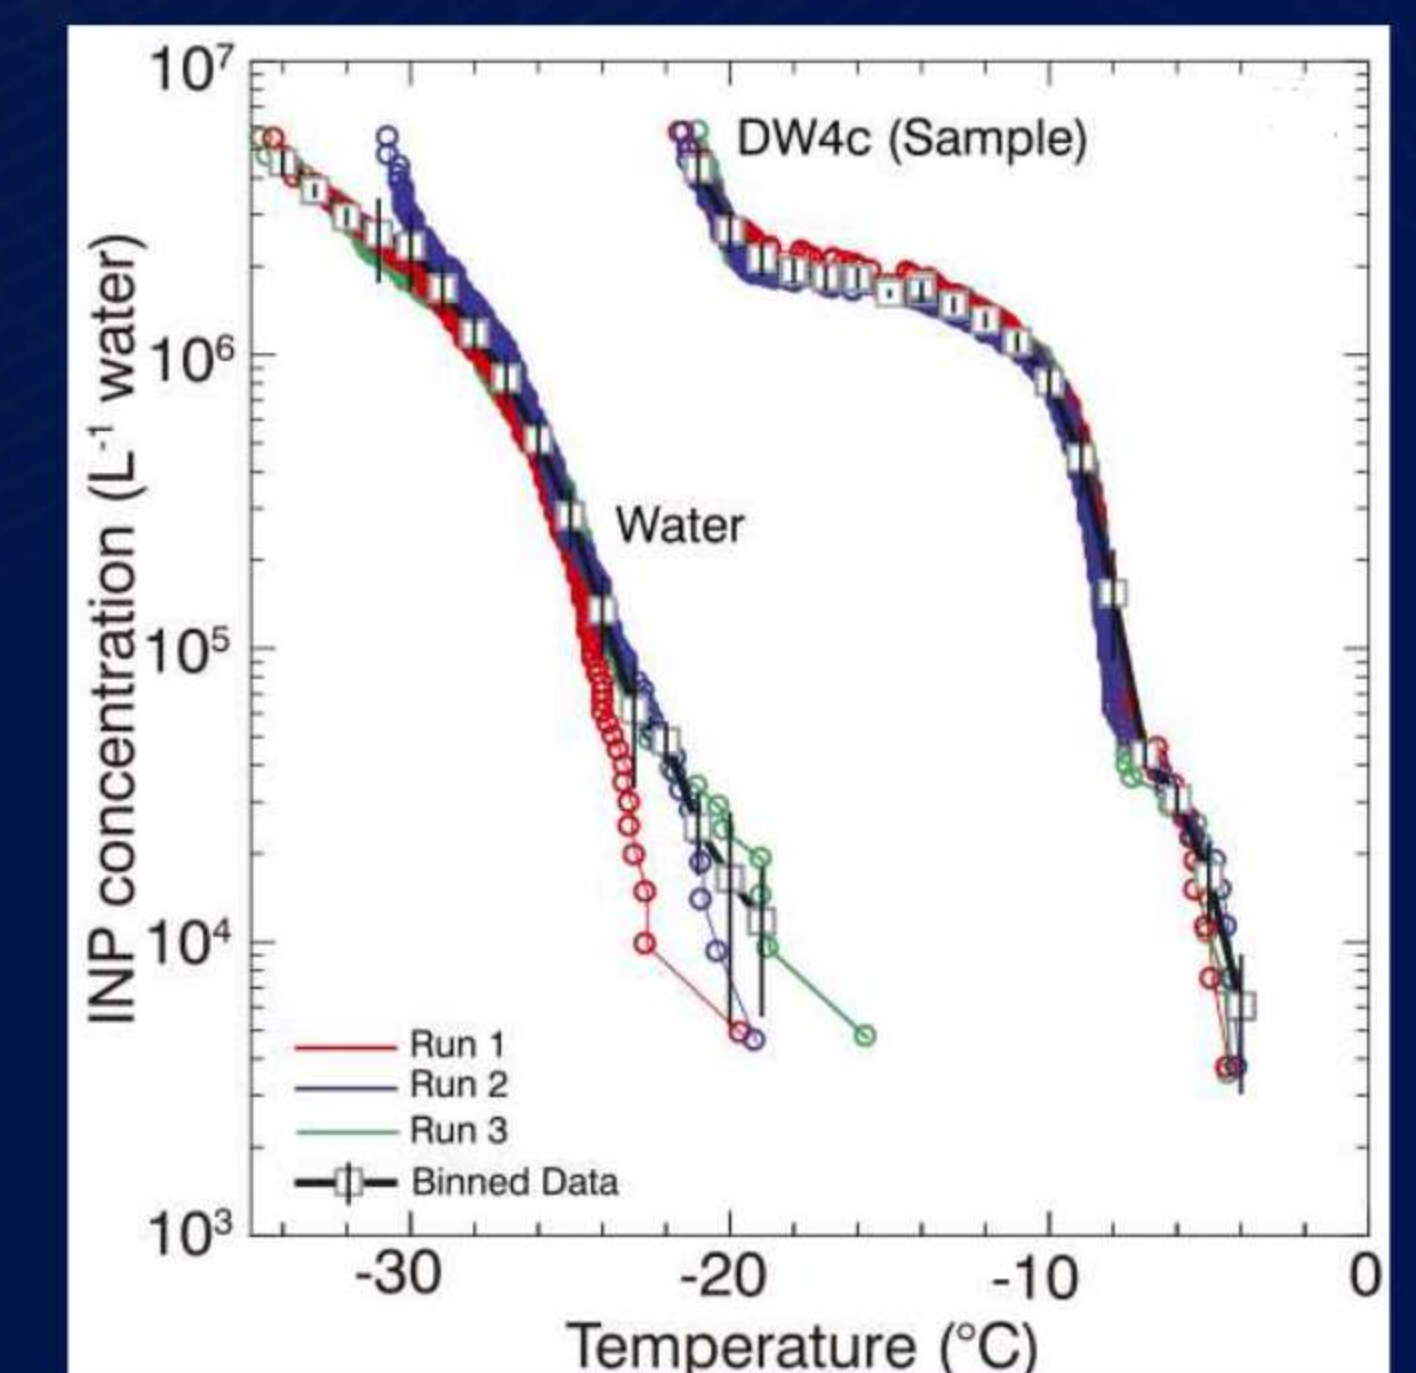 10⁷
DW4c (Sample)
10⁶
Water
10⁵
10⁴
10³
INP concentration (L⁻¹ water)
Run 1
Run 2
Run 3
Binned Data
-30
-20
-10
0
Temperature (°C)